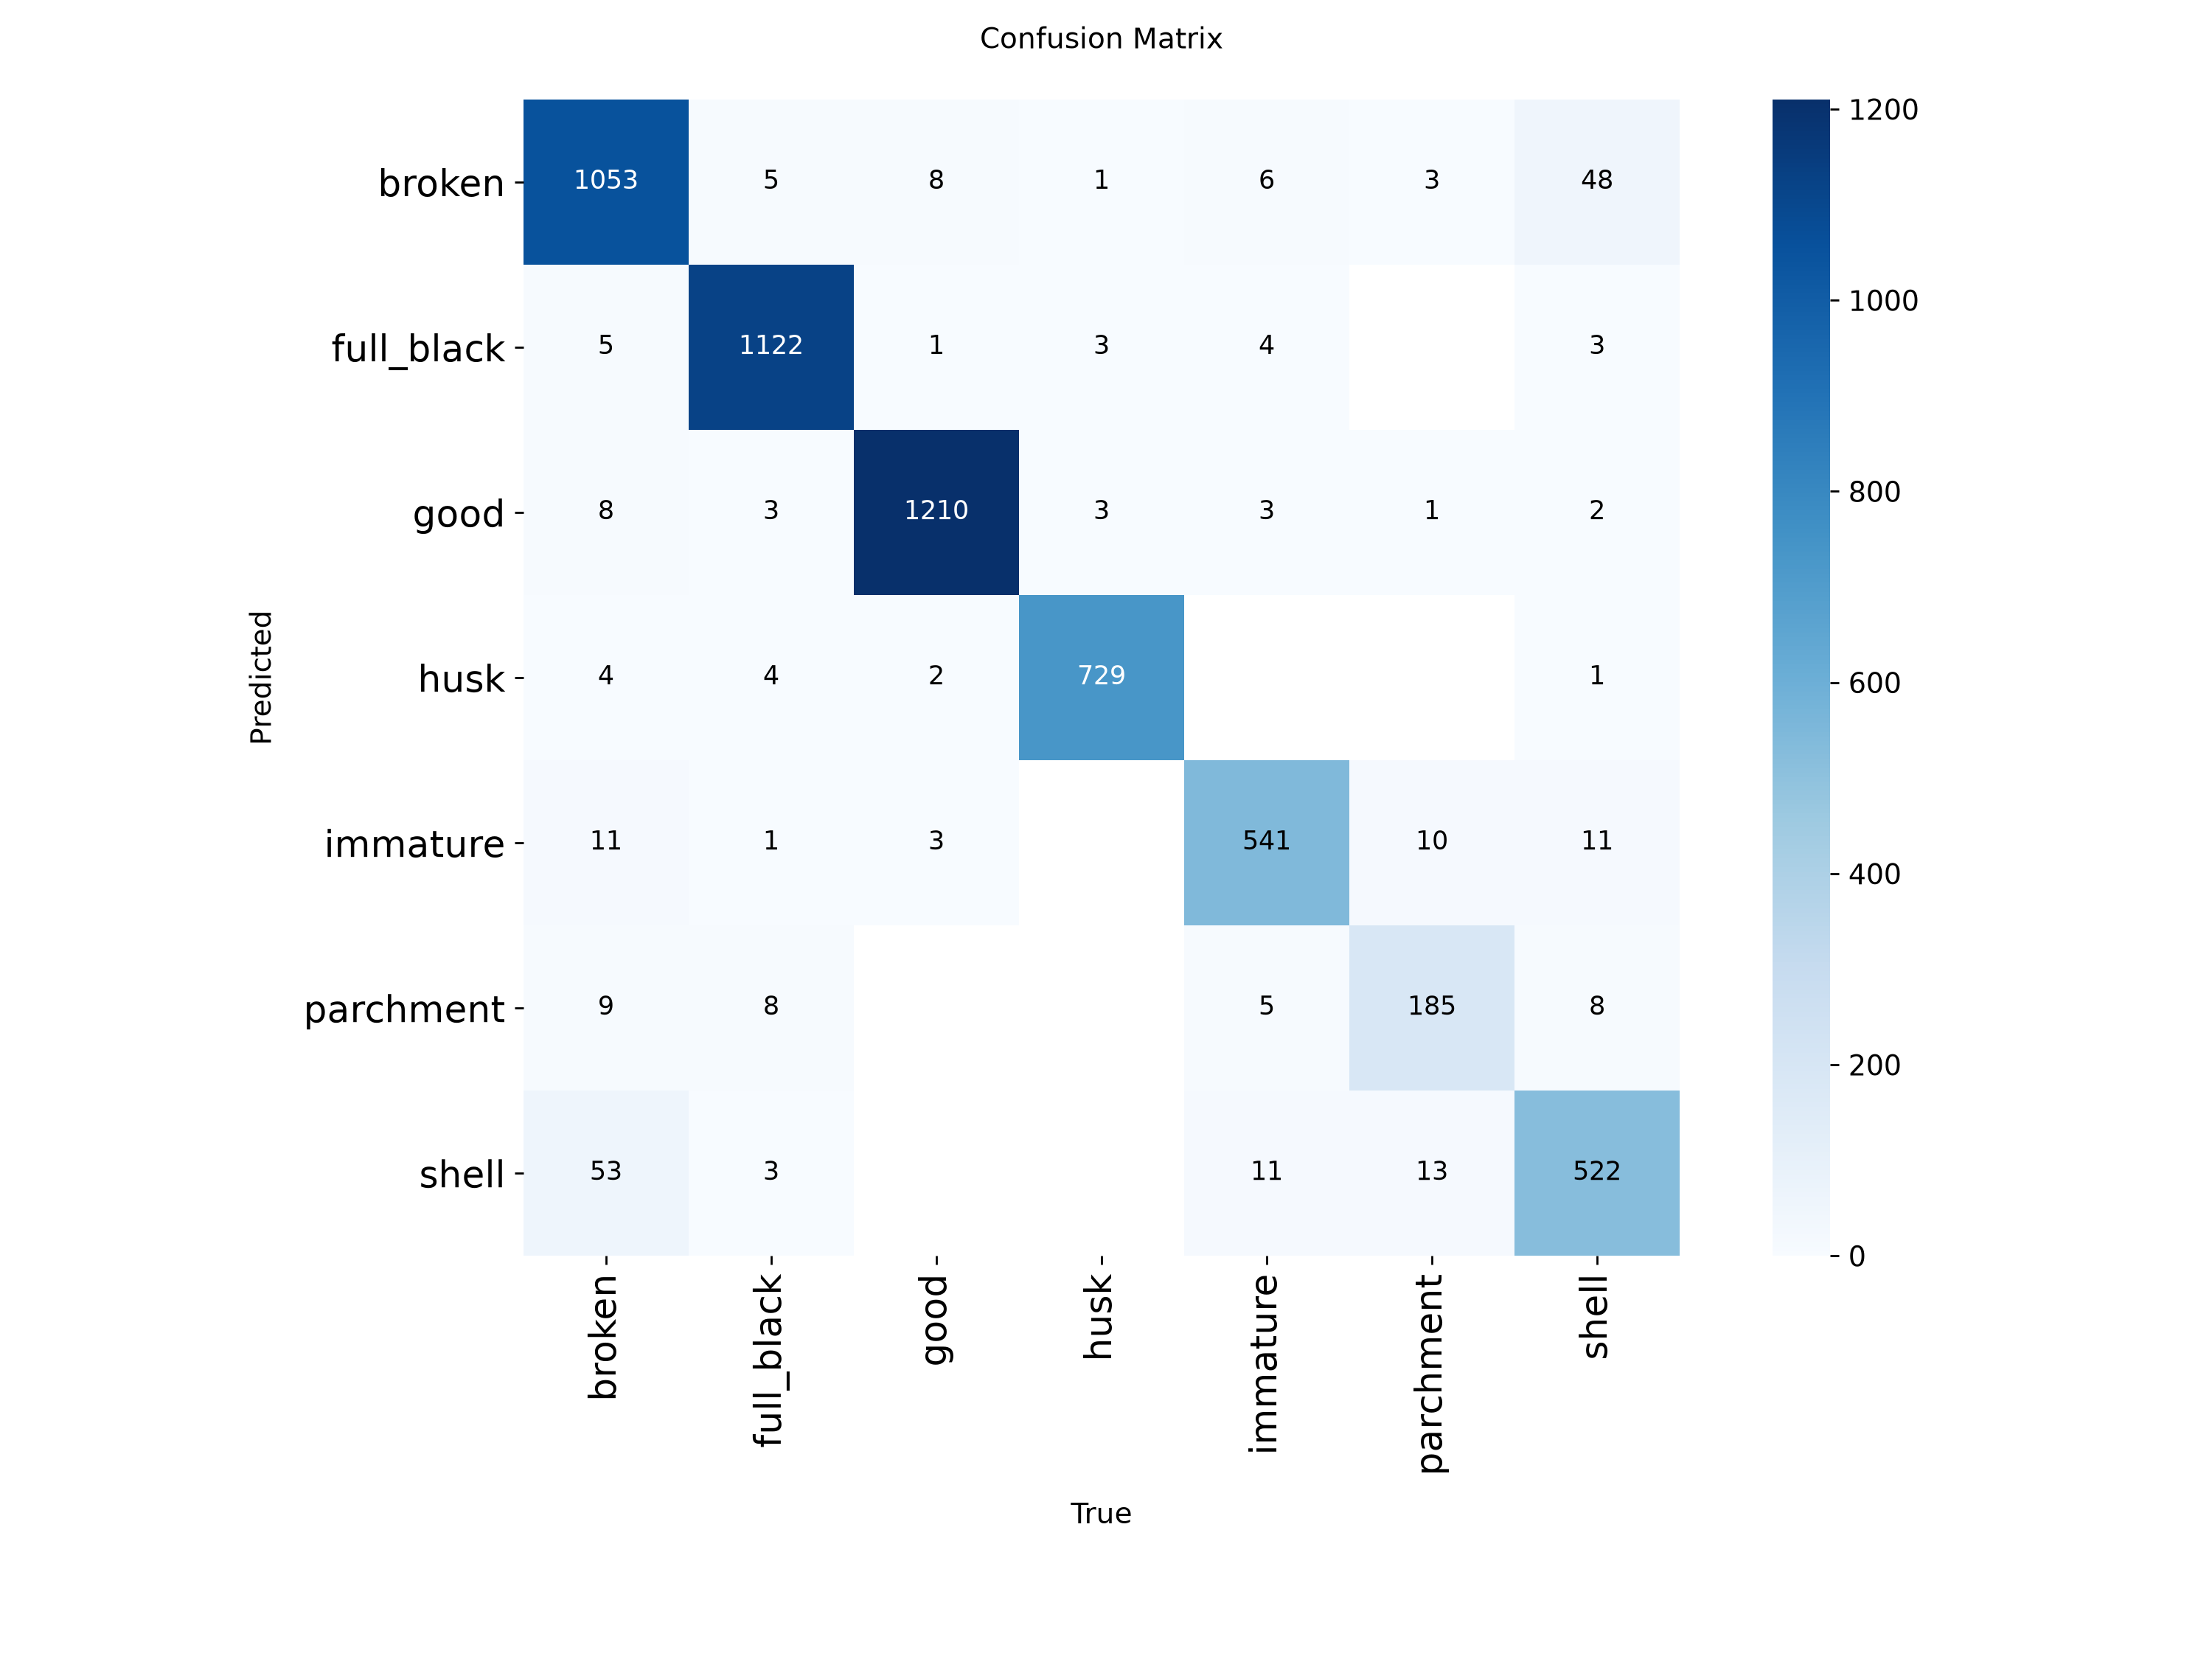 Confusion Matrix
broken 1053 5 8 1 6 3 48
full_black 5 1122 1 3 4 3
good 8 3 1210 3 3 1 2
husk 4 4 2 729 1
immature 11 1 3 541 10 11
parchment 9 8 5 185 8
shell 53 3 11 13 522
broken full_black good husk immature parchment shell
Predicted
True
1200
1000
800
600
400
200
0